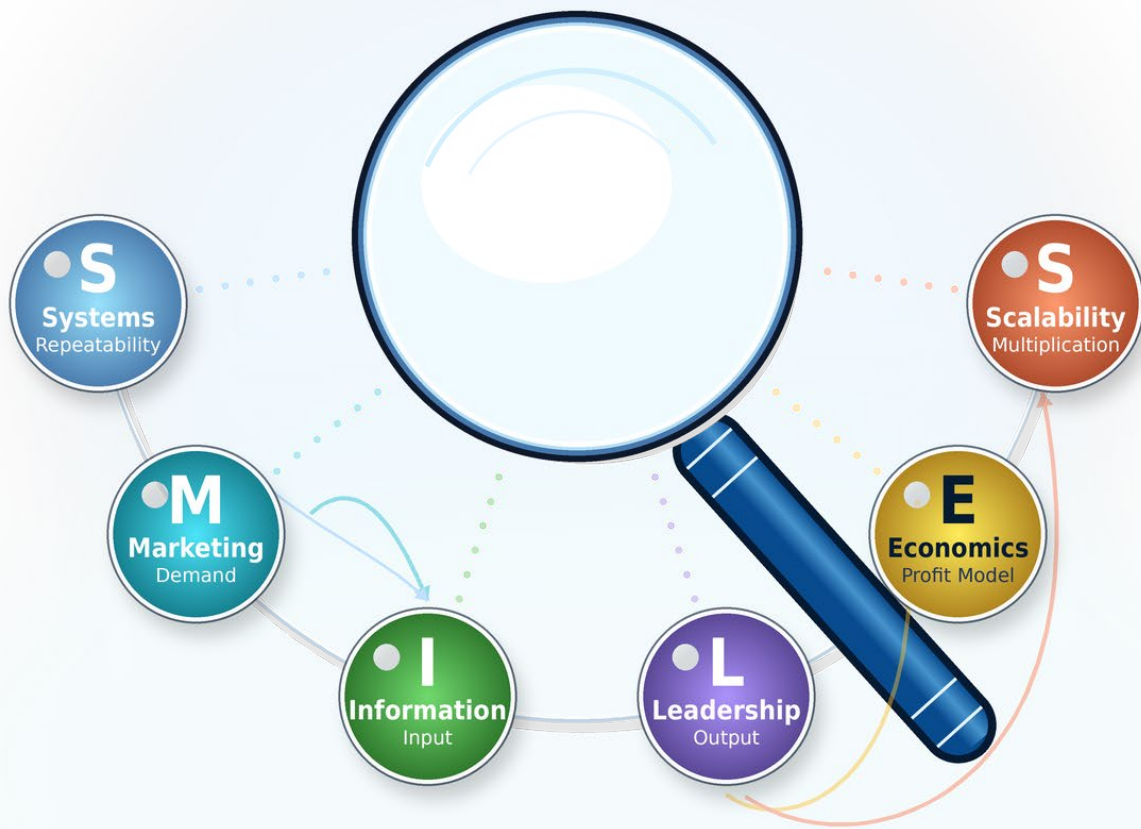 S
Systems
Repeatability
M
Marketing
Demand
I
Information
Input
L
Leadership
Output
E
Economics
Profit Model
S
Scalability
Multiplication